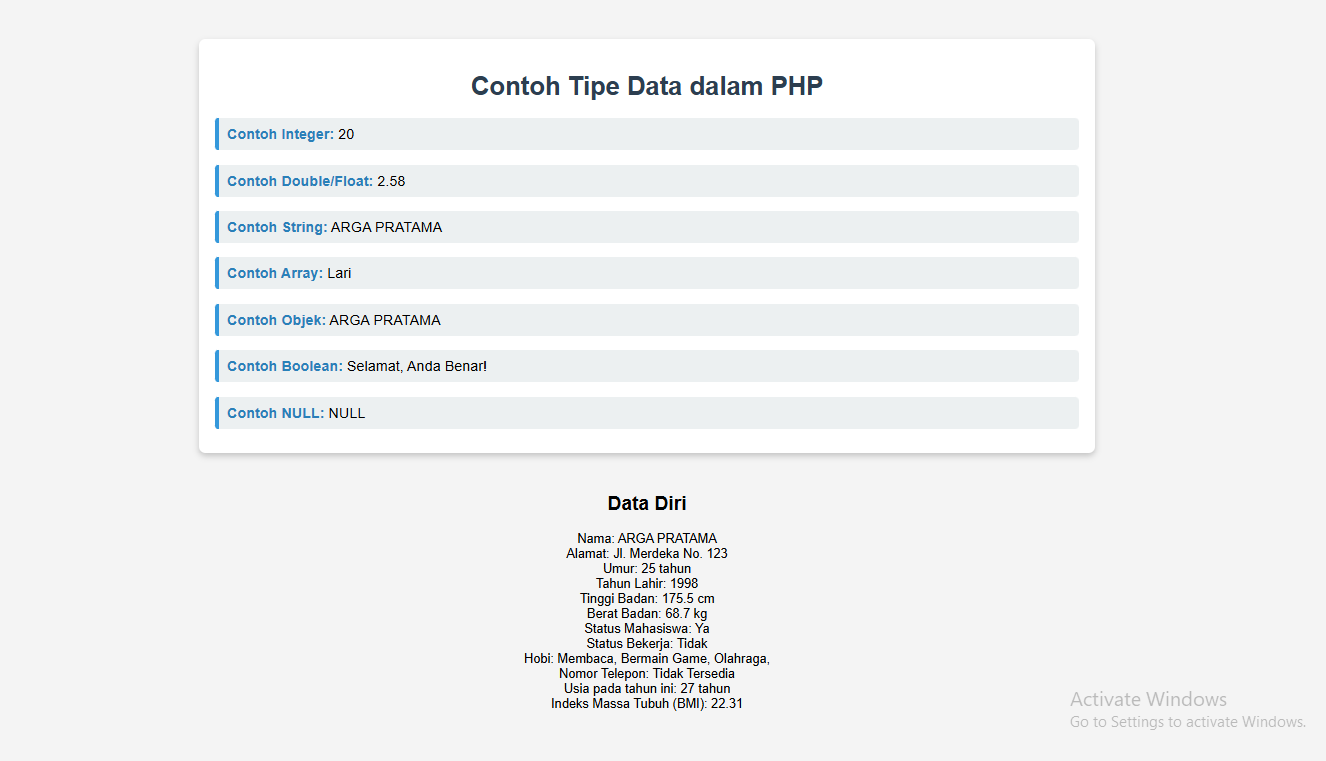 Contoh Tipe Data dalam PHP
Contoh Integer: 20
Contoh Double/Float: 2.58
Contoh String: ARGA PRATAMA
Contoh Array: Lari
Contoh Objek: ARGA PRATAMA
Contoh Boolean: Selamat, Anda Benar!
Contoh NULL: NULL
Data Diri
Nama: ARGA PRATAMA
Alamat: Jl. Merdeka No. 123
Umur: 25 tahun
Tahun Lahir: 1998
Tinggi Badan: 175.5 cm
Berat Badan: 68.7 kg
Status Mahasiswa: Ya
Status Bekerja: Tidak
Hobi: Membaca, Bermain Game, Olahraga,
Nomor Telepon: Tidak Tersedia
Usia pada tahun ini: 27 tahun
Indeks Massa Tubuh (BMI): 22.31
Activate Windows
Go to Settings to activate Windows.